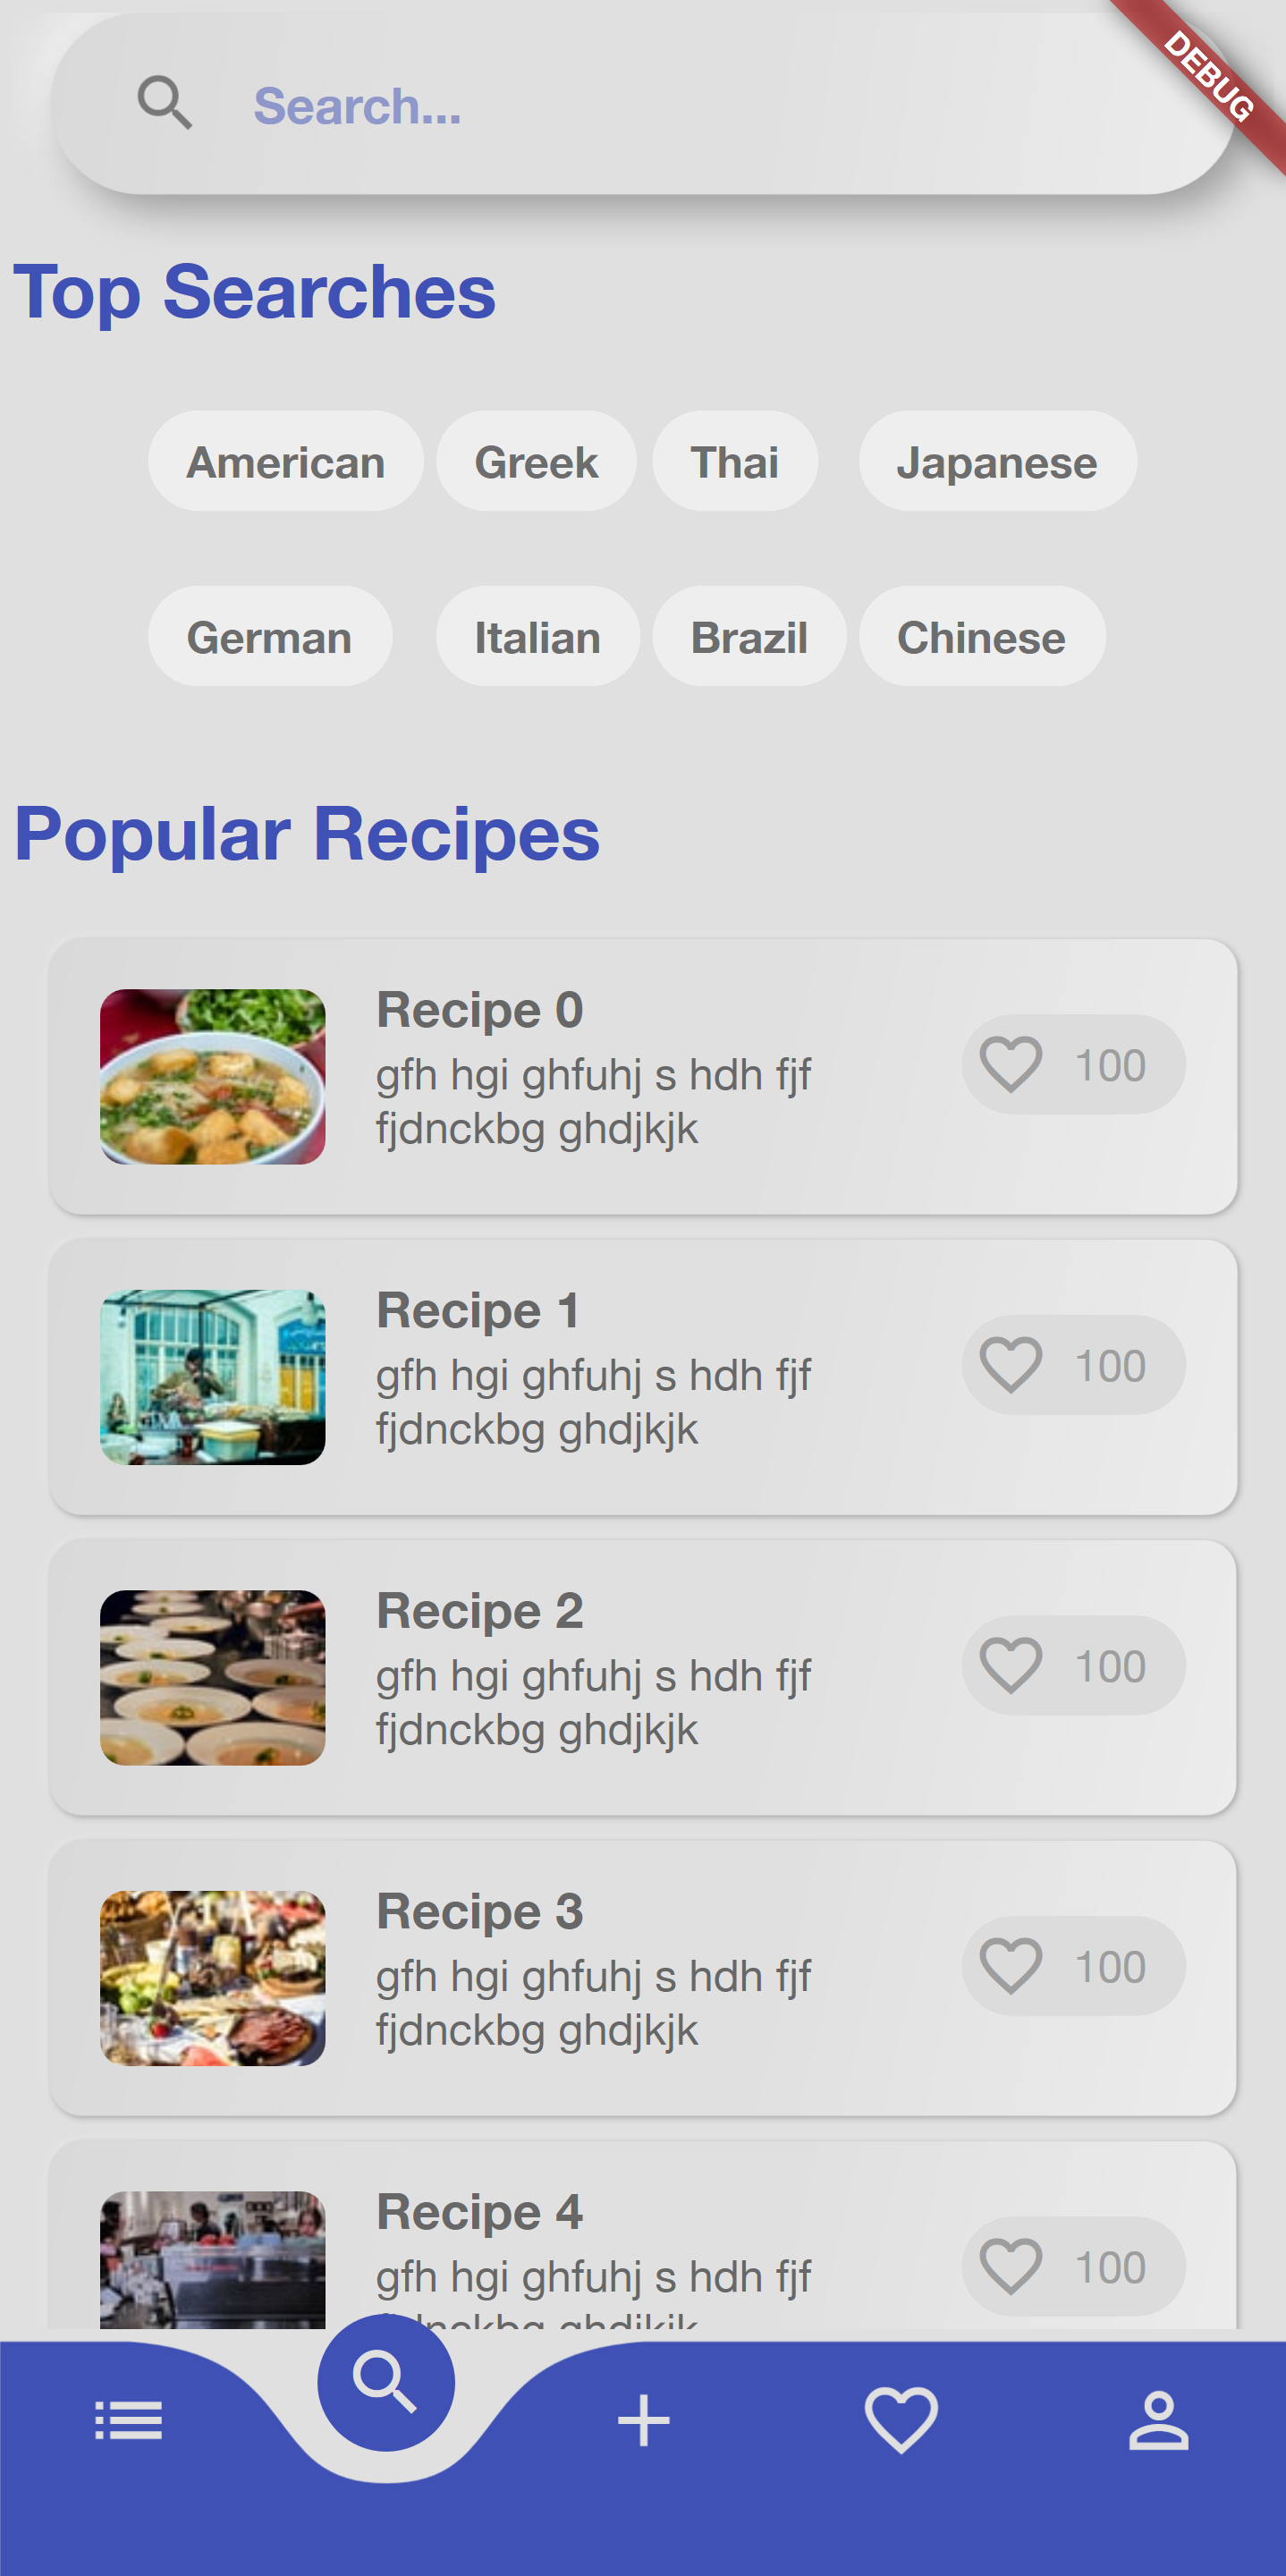 DEBUG
Search...
Top Searches
American Greek Thai Japanese
German Italian Brazil Chinese
Popular Recipes
Recipe 0
gfh hgi ghfuhj s hdh fjf
fjdnckbg ghdjkjk
100
Recipe 1
gfh hgi ghfuhj s hdh fjf
fjdnckbg ghdjkjk
100
Recipe 2
gfh hgi ghfuhj s hdh fjf
fjdnckbg ghdjkjk
100
Recipe 3
gfh hgi ghfuhj s hdh fjf
fjdnckbg ghdjkjk
100
Recipe 4
gfh hgi ghfuhj s hdh fjf
100